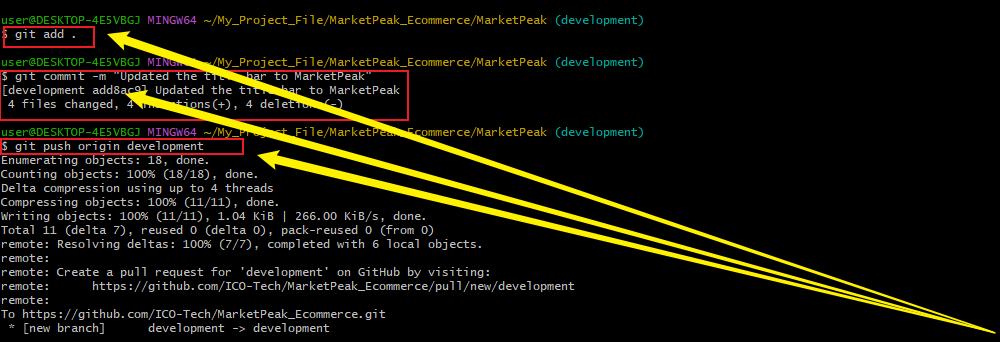 user@DESKTOP-4E5VBGJ MINGW64 ~/My_Project_File/MarketPeak_Ecommerce/MarketPeak (development)
$ git add .
user@DESKTOP-4E5VBGJ MINGW64 ~/My_Project_File/MarketPeak_Ecommerce/MarketPeak (development)
$ git commit -m "Updated the title bar to MarketPeak"
[development add8ac9] Updated the title bar to MarketPeak
4 files changed, 4 insertions(+), 4 deletions(-)
user@DESKTOP-4E5VBGJ MINGW64 ~/My_Project_File/MarketPeak_Ecommerce/MarketPeak (development)
$ git push origin development
Enumerating objects: 18, done.
Counting objects: 100% (18/18), done.
Delta compression using up to 4 threads
Compressing objects: 100% (11/11), done.
Writing objects: 100% (11/11), 1.04 KiB | 266.00 KiB/s, done.
Total 11 (delta 7), reused 0 (delta 0), pack-reused 0 (from 0)
remote: Resolving deltas: 100% (7/7), completed with 6 local objects.
remote:
remote: Create a pull request for 'development' on GitHub by visiting:
remote:      https://github.com/ICO-Tech/MarketPeak_Ecommerce/pull/new/development
remote:
To https://github.com/ICO-Tech/MarketPeak_Ecommerce.git
* [new branch]      development -> development